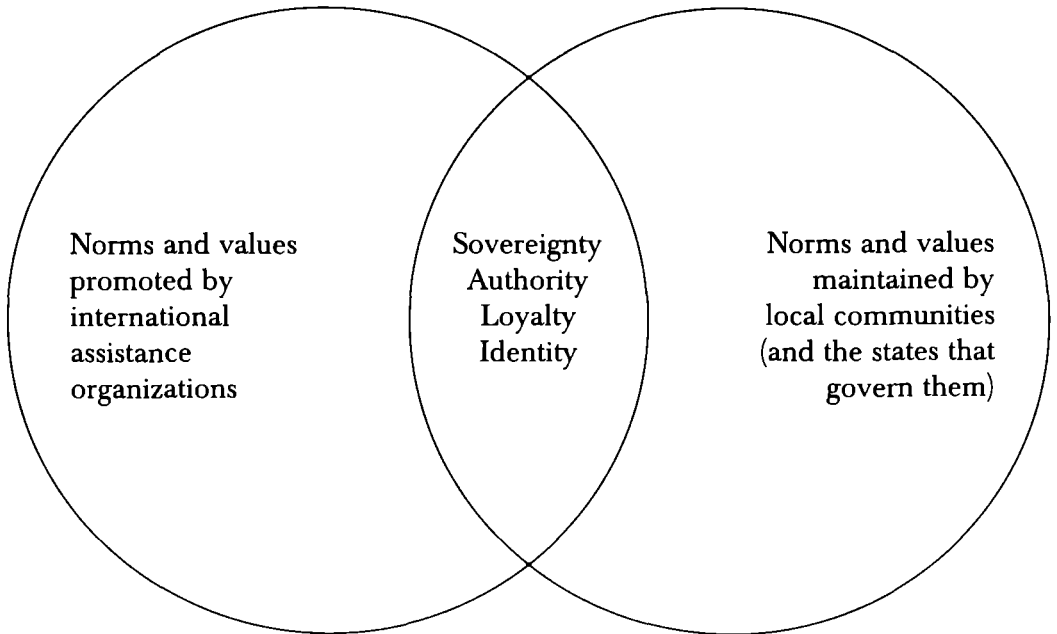 Norms and values
promoted by
international
assistance
organizations
Sovereignty
Authority
Loyalty
Identity
Norms and values
maintained by
local communities
(and the states that
govern them)